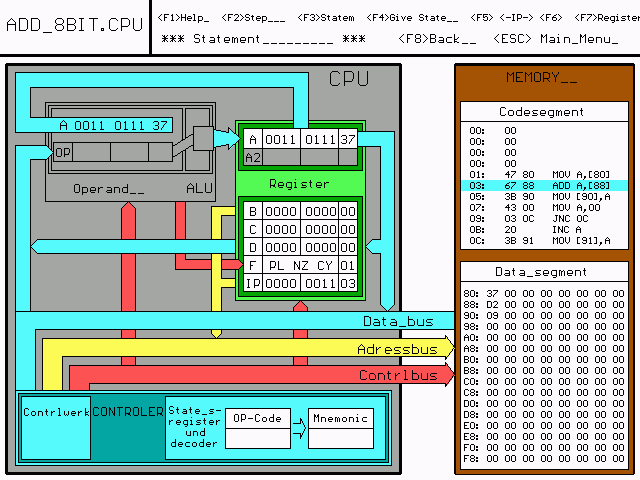 ADD_8BIT.CPU
<F1>Help_ <F2>Step___ <F3>Statem <F4>Give State__ <F5> <-IP-> <F6> <F7>Register
*** Statement_________ *** <F8>Back__ <ESC> Main_Menu_
CPU
A 0011 0111 37
OP
Operand__ ALU
A 0011 0111 37
A2
Register
B 0000 0000 00
C 0000 0000 00
D 0000 0000 00
F PL NZ CY 01
IP 0000 0011 03
Data_bus
Adressbus
Contrlbus
Contrlwerk
CONTROLER
State_s-
register
und
decoder
OP-Code
Mnemonic
MEMORY__
Codesegment
00: 00
00: 00
00: 00
00: 00
01: 47 80 MOV A,[80]
03: 67 88 ADD A,[88]
05: 3B 90 MOV [90],A
07: 43 00 MOV A,00
09: 03 0C JNC 0C
0B: 20 INC A
0C: 3B 91 MOV [91],A
Data_segment
80: 37 00 00 00 00 00 00 00
88: D2 00 00 00 00 00 00 00
90: 09 00 00 00 00 00 00 00
98: 00 00 00 00 00 00 00 00
A0: 00 00 00 00 00 00 00 00
A8: 00 00 00 00 00 00 00 00
B0: 00 00 00 00 00 00 00 00
B8: 00 00 00 00 00 00 00 00
C0: 00 00 00 00 00 00 00 00
C8: 00 00 00 00 00 00 00 00
D0: 00 00 00 00 00 00 00 00
D8: 00 00 00 00 00 00 00 00
E0: 00 00 00 00 00 00 00 00
E8: 00 00 00 00 00 00 00 00
F0: 00 00 00 00 00 00 00 00
F8: 00 00 00 00 00 00 00 00